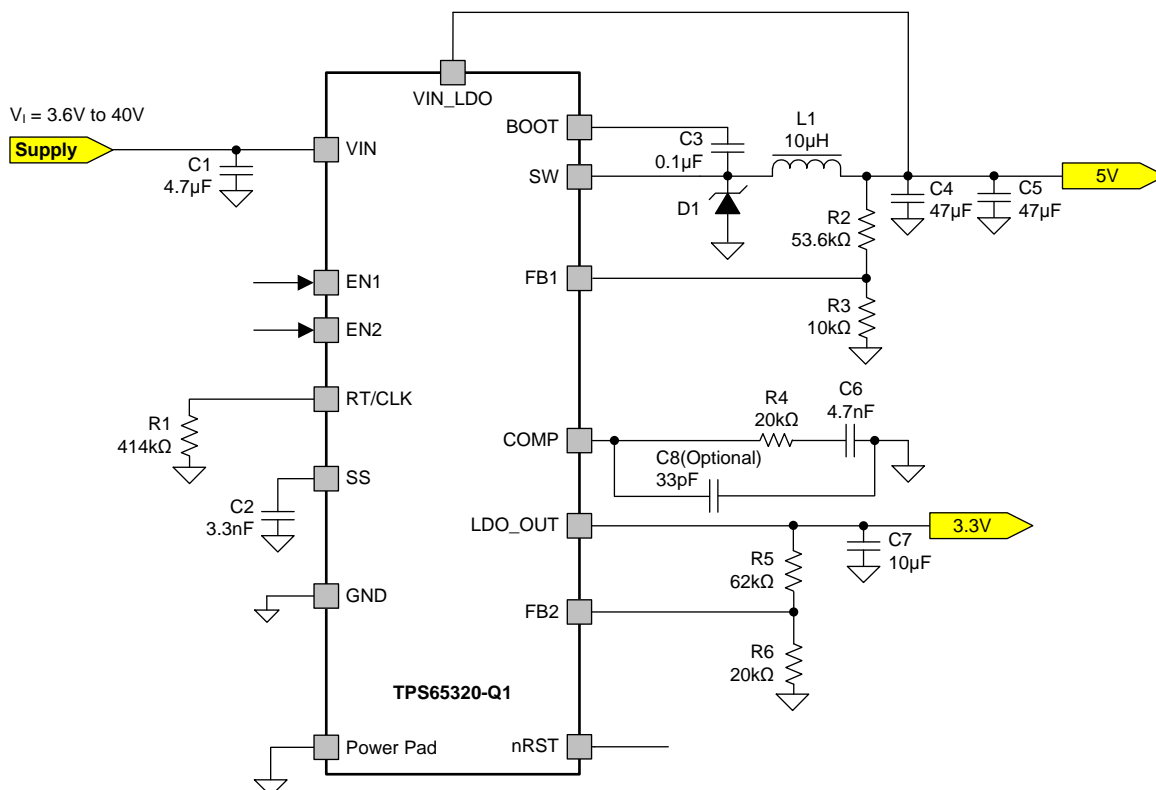 VIN_LDO
VI = 3.6V to 40V
Supply
C1
4.7µF
VIN
BOOT
C3
0.1µF
L1
10µH
SW
D1
R2
53.6kΩ
C4
47µF
C5
47µF
5V
EN1
FB1
EN2
R3
10kΩ
RT/CLK
R1
414kΩ
R4
20kΩ
C6
4.7nF
COMP
C8(Optional)
33pF
SS
C2
3.3nF
LDO_OUT
3.3V
R5
62kΩ
C7
10µF
GND
FB2
R6
20kΩ
TPS65320-Q1
Power Pad
nRST